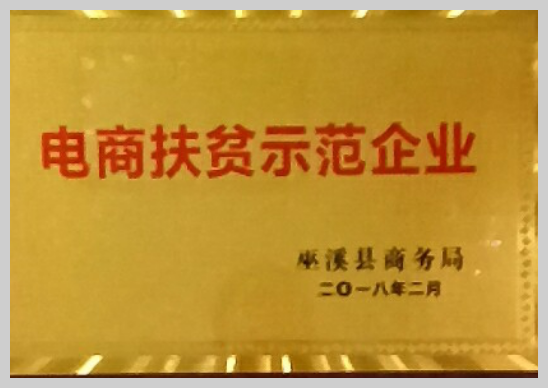 电商扶贫示范企业
巫溪县商务局
二〇一八年二月